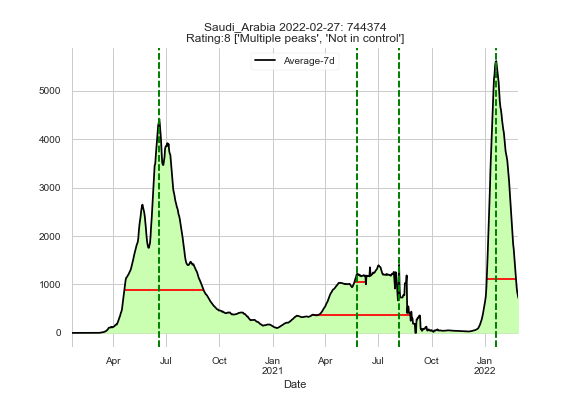 Saudi_Arabia 2022-02-27: 744374
Rating:8 ['Multiple peaks', 'Not in control']
Average-7d
5000
4000
3000
2000
1000
0
Apr Jul Oct Jan Apr Jul Oct Jan
2021 2022
Date